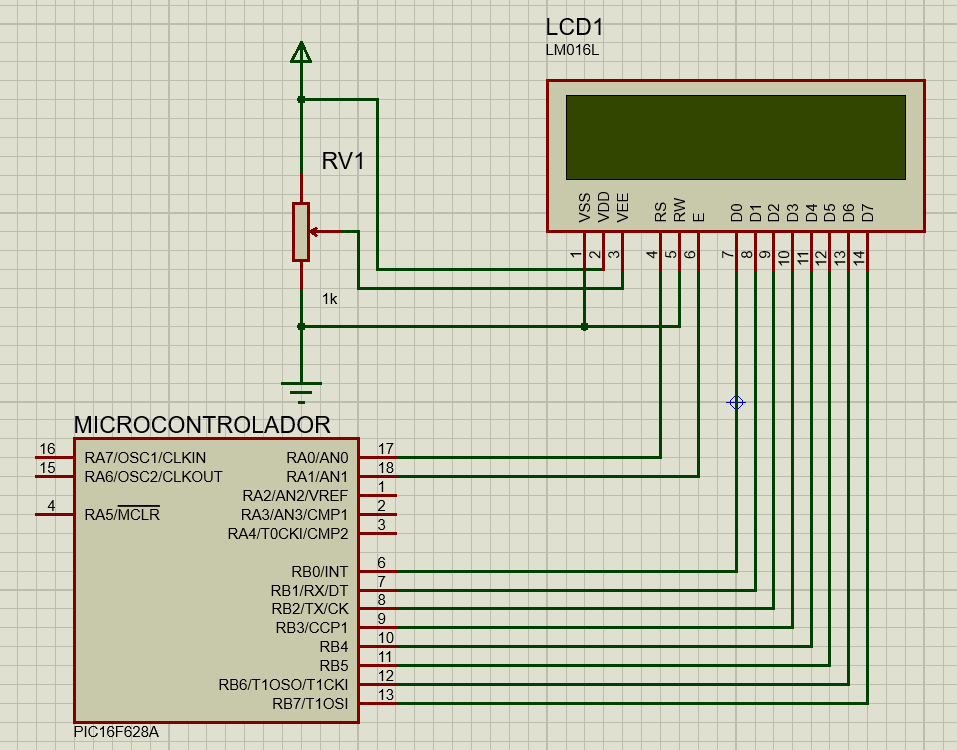 LCD1
LM016L
RV1
1k
VSS
VDD
VEE
RS
RW
E
D0
D1
D2
D3
D4
D5
D6
D7
1
2
3
4
5
6
7
8
9
10
11
12
13
14
MICROCONTROLADOR
16 RA7/OSC1/CLKIN RA0/AN0 17
15 RA6/OSC2/CLKOUT RA1/AN1 18
RA2/AN2/VREF 1
4 RA5/MCLR RA3/AN3/CMP1 2
RA4/T0CKI/CMP2 3
RB0/INT 6
RB1/RX/DT 7
RB2/TX/CK 8
RB3/CCP1 9
RB4 10
RB5 11
RB6/T1OSO/T1CKI 12
RB7/T1OSI 13
PIC16F628A